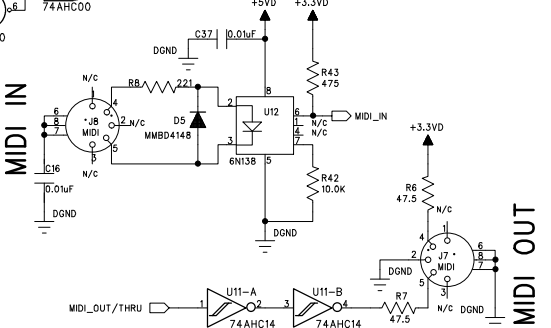 6
74AHC00
+5VD
+3.3VD
C37
0.01uF
DGND
MIDI IN
N/C
R8
221
R43
475
8
4
2
U12
6
MIDI_IN
6
8
7
J8
MIDI
2
N/C
D5
MMBD4148
N/C
1
N/C
4
7
1
3
5
3
6N138
5
N/C
C16
0.01uF
R42
10.0K
DGND
DGND
+3.3VD
R6
47.5
N/C
MIDI OUT
4
1
2
J7
MIDI
6
8
7
DGND
5
3
N/C
DGND
U11-A
U11-B
MIDI_OUT/THRU
1
2
3
4
R7
47.5
74AHC14
74AHC14